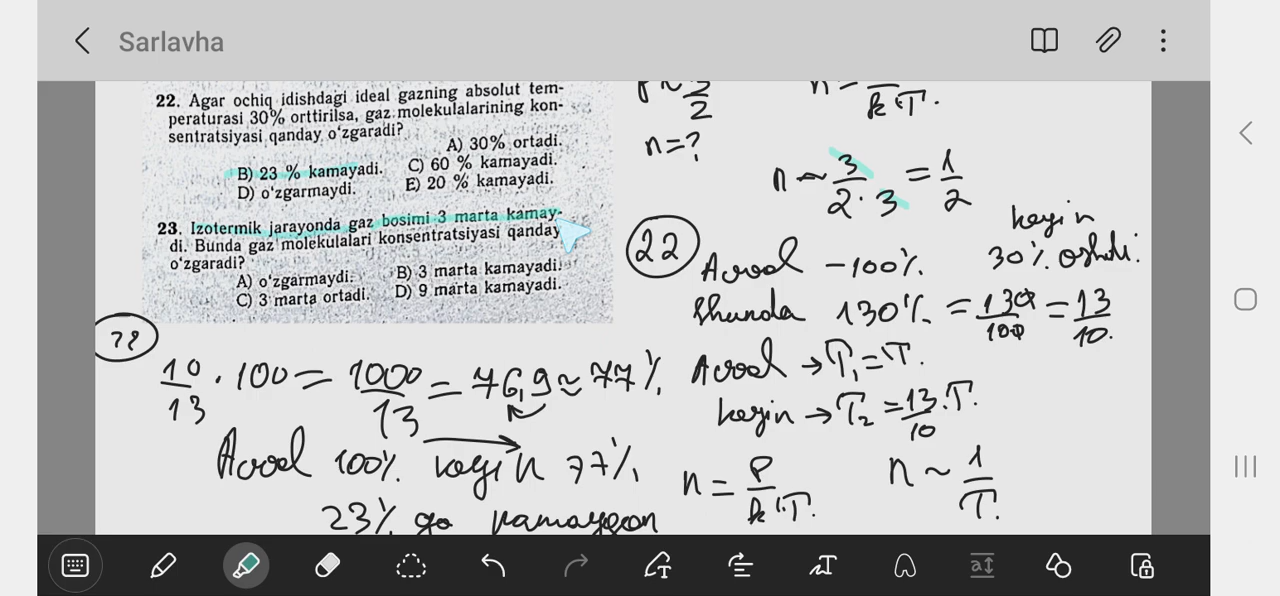 Sarlavha
22. Agar ochiq idishdagi ideal gazning absolut tem-
peraturasi 30% orttirilsa, gaz molekulalarining kon-
sentratsiyasi qanday o'zgaradi?
A) 30% ortadi.
B) 23 % kamayadi. C) 60 % kamayadi.
D) o'zgarmaydi. E) 20 % kamayadi.
23. Izotermik jarayonda gaz bosimi 3 marta kamay-
di. Bunda gaz molekulalari konsentratsiyasi qanday
o'zgaradi?
A) o'zgarmaydi. B) 3 marta kamayadi.
C) 3 marta ortadi. D) 9 marta kamayadi.
k·T.
n=?
n ~ 3/2·3 = 1/2
22 Avval -100% keyin 30% oshdi.
Shunda 130% = 130/100 = 13/10.
Avval → T₁=T.
keyin → T₂ = 13/10·T.
n = P/k·T. n ~ 1/T.
10/13 · 100 = 1000/13 = 76,9 ≈ 77%
Avval 100% keyin 77%
23% ga kamaygan